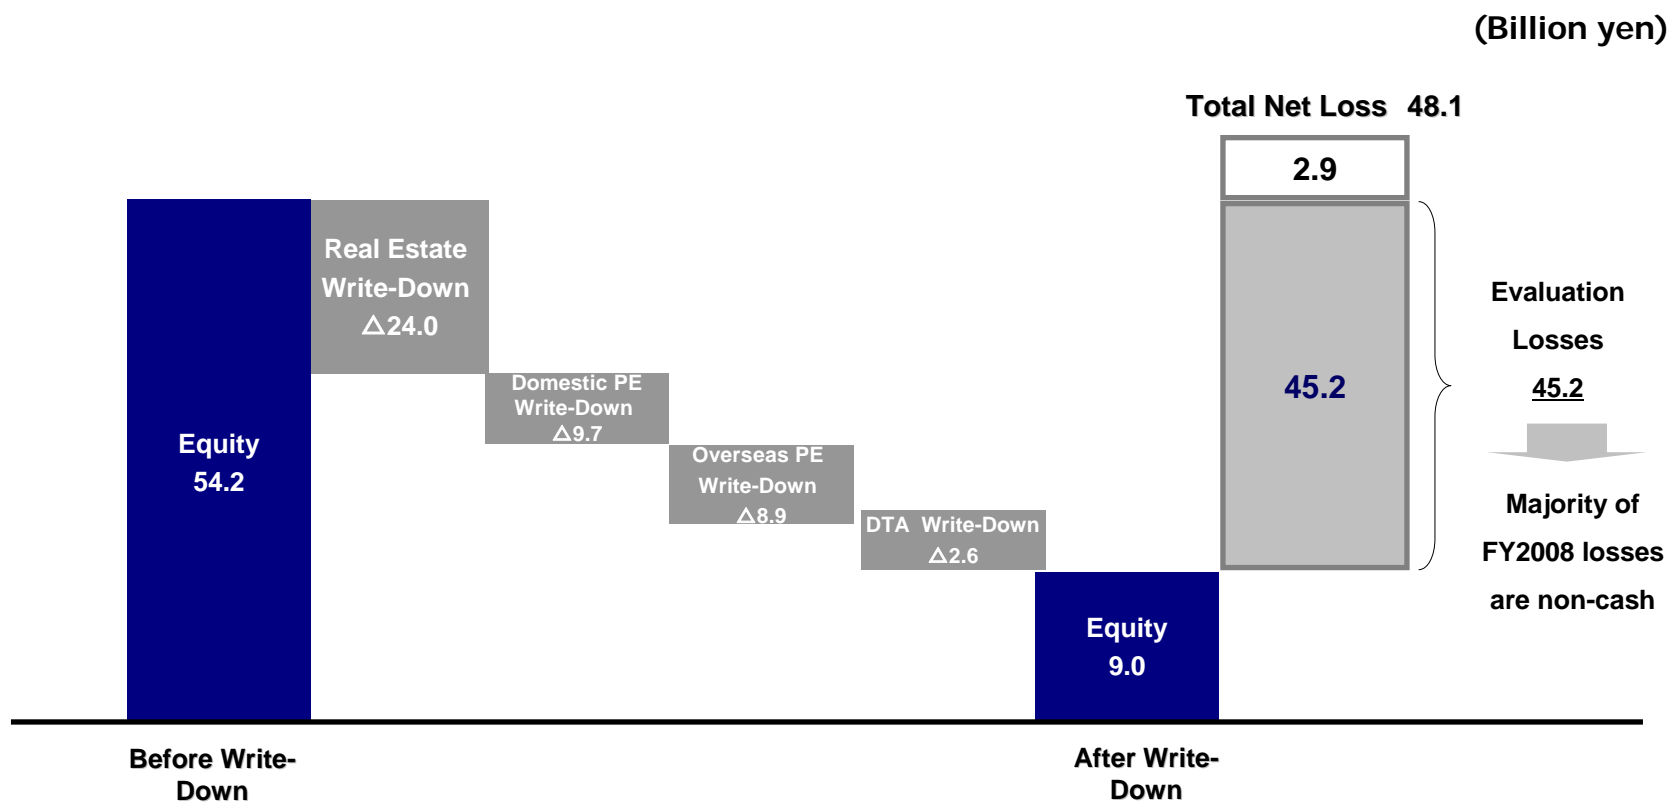 (Billion yen)
Total Net Loss 48.1
2.9
Real Estate
Write-Down
△24.0
Domestic PE
Write-Down
△9.7
Overseas PE
Write-Down
△8.9
DTA Write-Down
△2.6
Equity
54.2
Equity
9.0
45.2
Evaluation
Losses
45.2
Majority of
FY2008 losses
are non-cash
Before Write-
Down
After Write-
Down